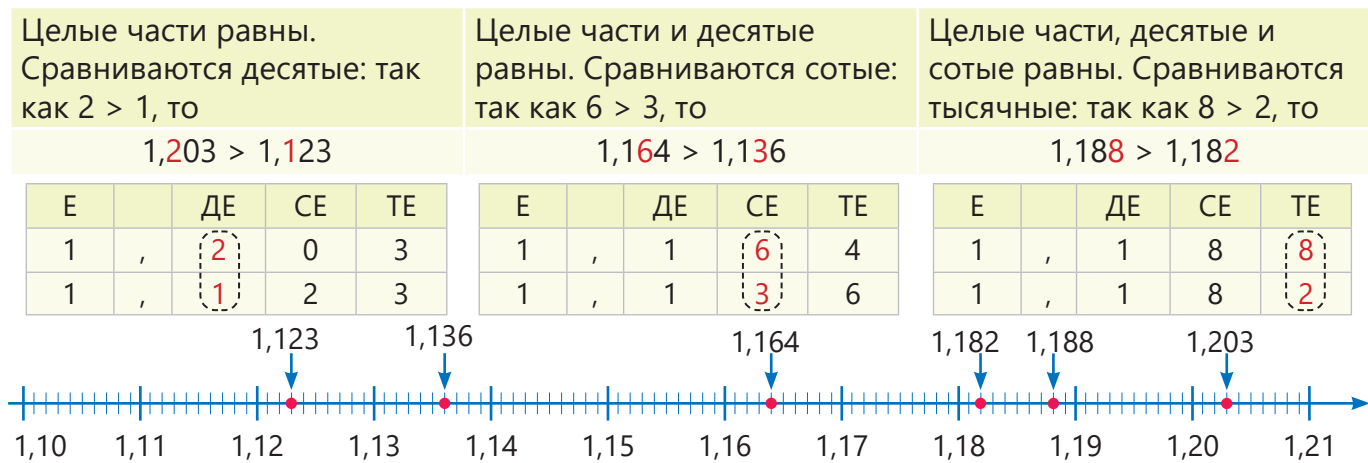 Целые части равны.
Сравниваются десятые: так
как 2 > 1, то
1,203 > 1,123
Е ДЕ СЕ ТЕ
1 , 2 0 3
1 , 1 2 3
Целые части и десятые
равны. Сравниваются сотые:
так как 6 > 3, то
1,164 > 1,136
Е ДЕ СЕ ТЕ
1 , 1 6 4
1 , 1 3 6
Целые части, десятые и
сотые равны. Сравниваются
тысячные: так как 8 > 2, то
1,188 > 1,182
Е ДЕ СЕ ТЕ
1 , 1 8 8
1 , 1 8 2
1,123 1,136 1,164 1,182 1,188 1,203
1,10 1,11 1,12 1,13 1,14 1,15 1,16 1,17 1,18 1,19 1,20 1,21